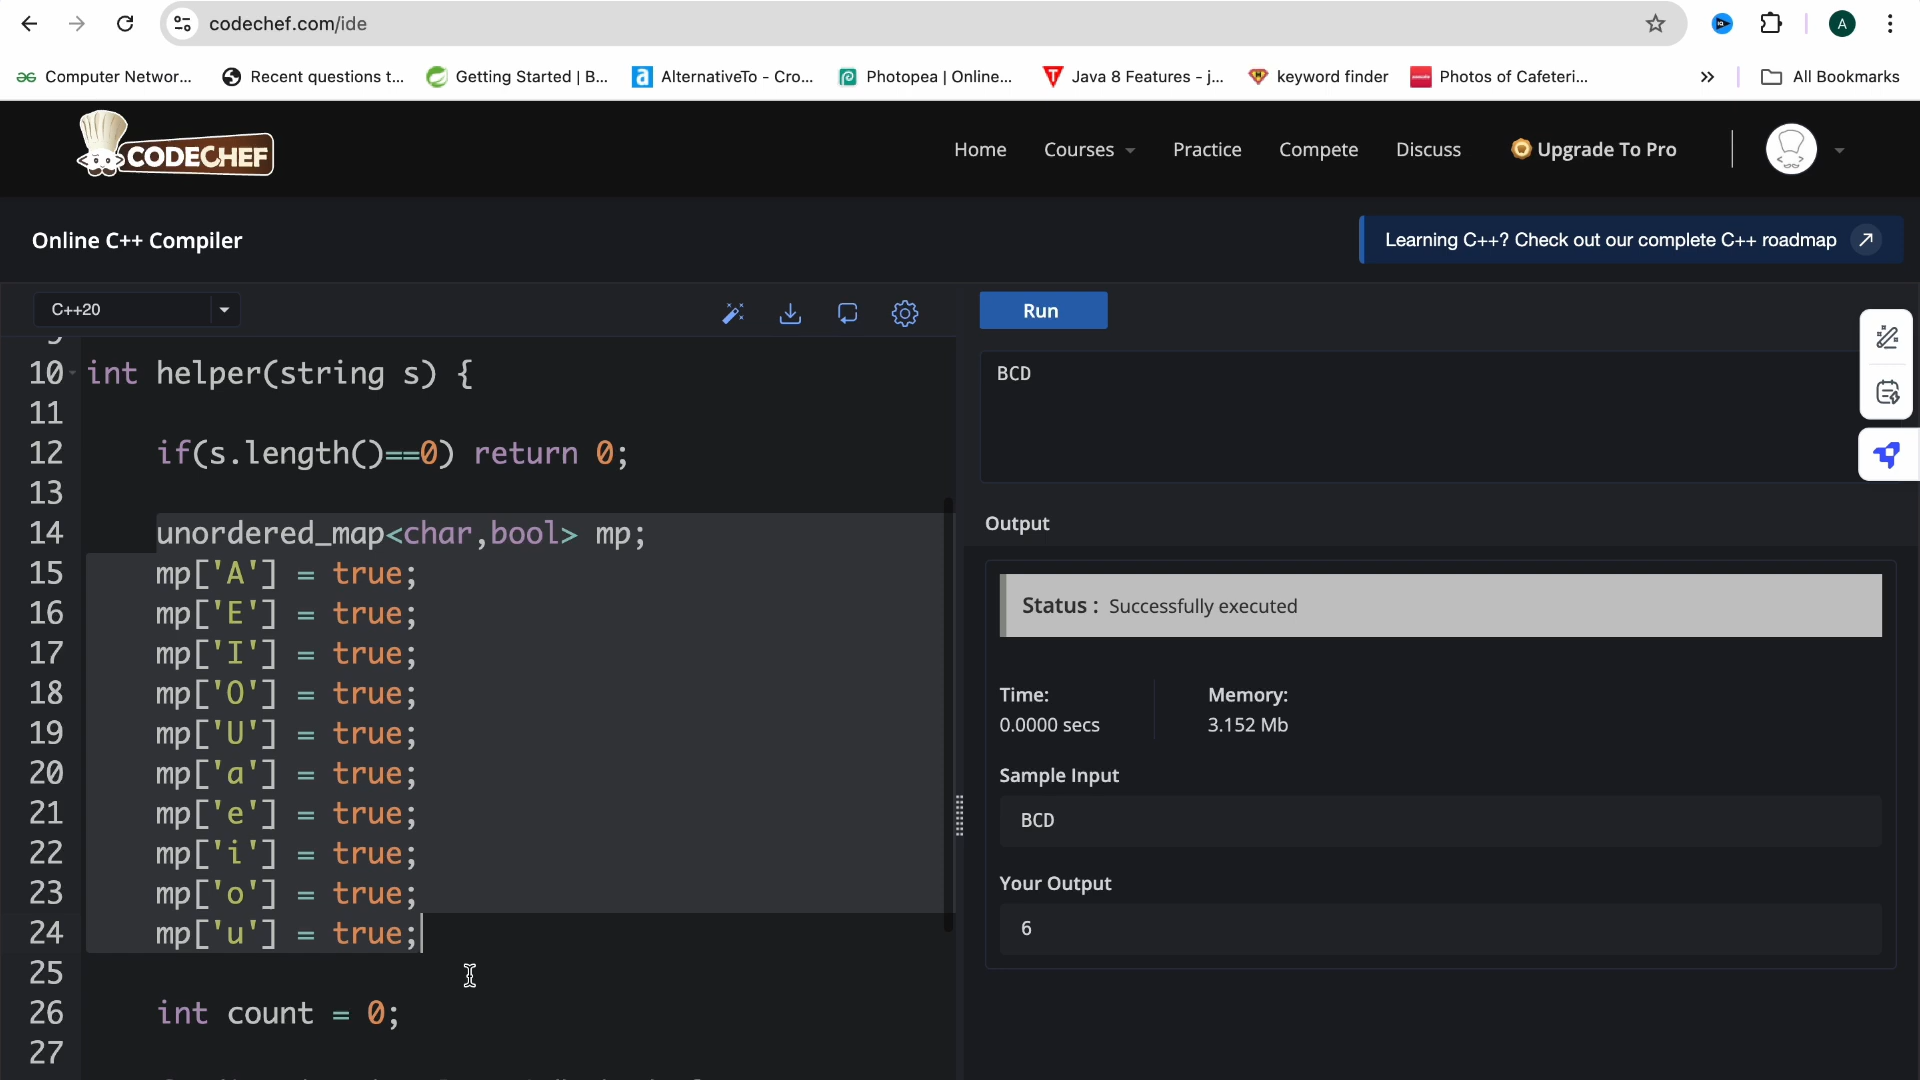 codechef.com/ide
A
Computer Networ...
Recent questions t...
Getting Started | B...
AlternativeTo - Cro...
Photopea | Online...
Java 8 Features - j...
keyword finder
Photos of Cafeteri...
All Bookmarks
CODECHEF
Home
Courses
Practice
Compete
Discuss
Upgrade To Pro
Online C++ Compiler
Learning C++? Check out our complete C++ roadmap
C++20
Run
10 int helper(string s) {
11
12 if(s.length()==0) return 0;
13
14 unordered_map<char,bool> mp;
15 mp['A'] = true;
16 mp['E'] = true;
17 mp['I'] = true;
18 mp['O'] = true;
19 mp['U'] = true;
20 mp['a'] = true;
21 mp['e'] = true;
22 mp['i'] = true;
23 mp['o'] = true;
24 mp['u'] = true;
25
26 int count = 0;
27
BCD
Output
Status : Successfully executed
Time:
0.0000 secs
Memory:
3.152 Mb
Sample Input
BCD
Your Output
6